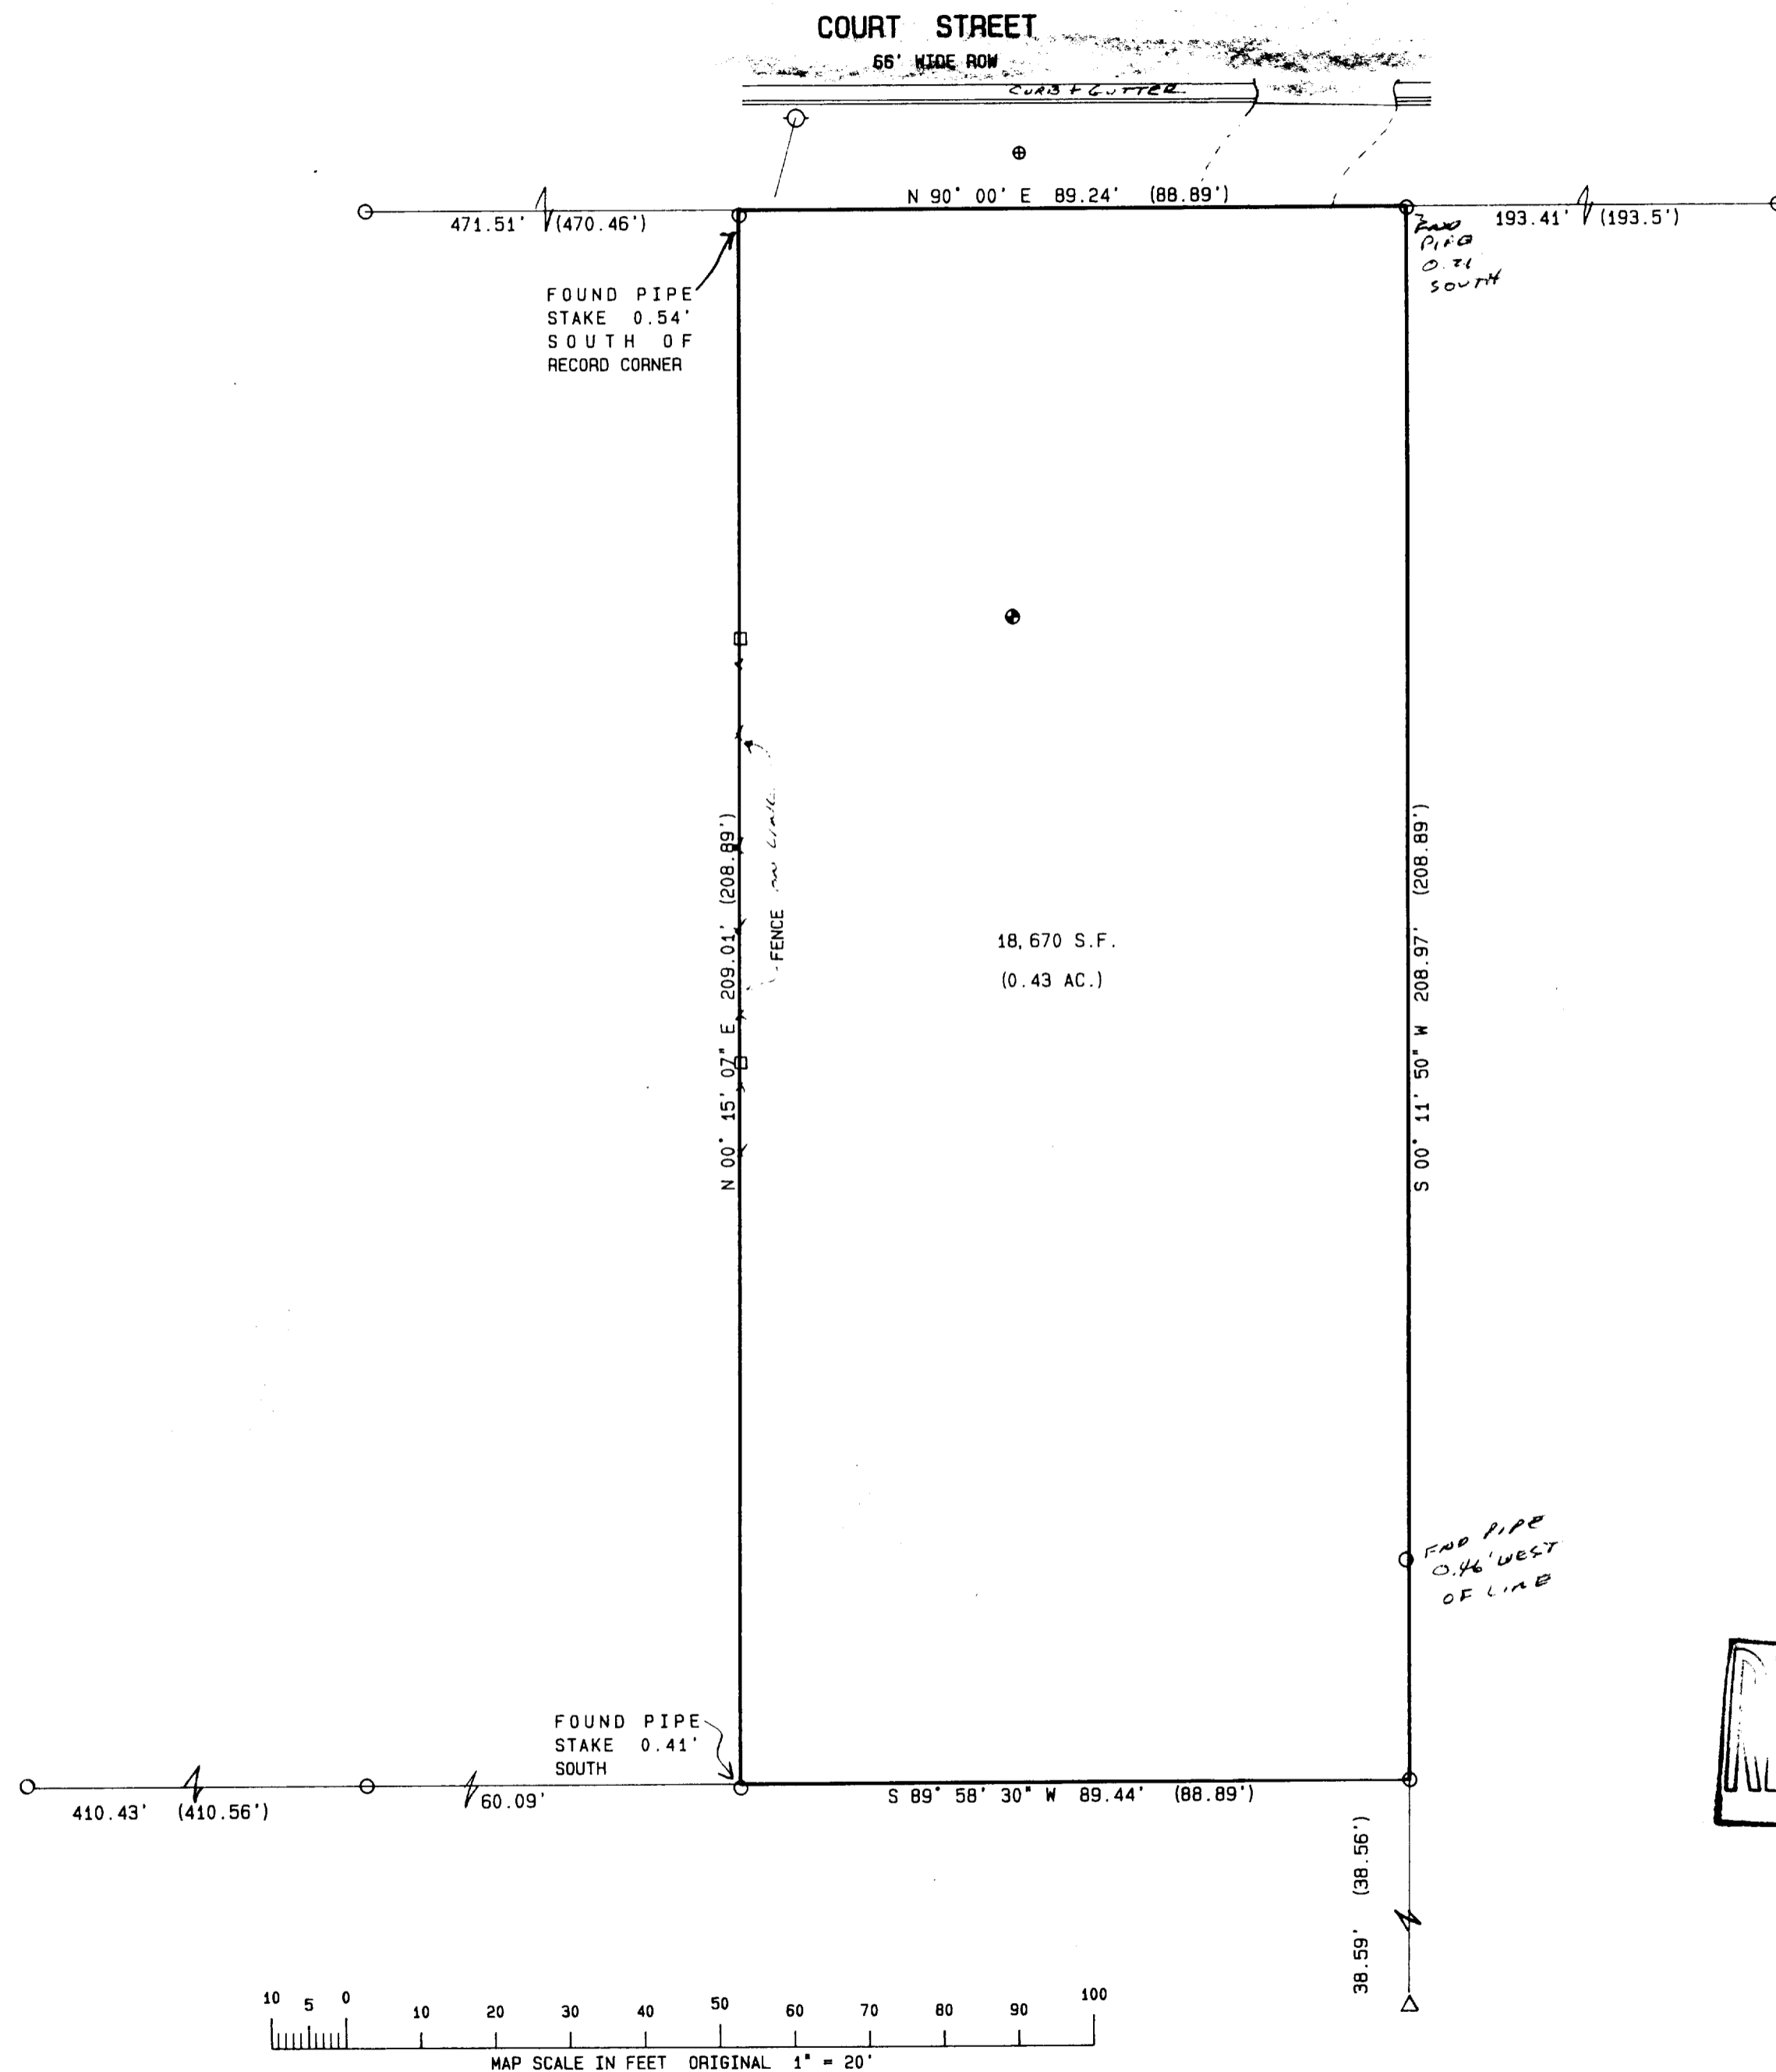 COURT STREET
66' WIDE ROW
CURB + GUTTER
N 90° 00' E 89.24' (88.89')
471.51' (470.46')
193.41' (193.5')
FND
PIPE
SOUTH
FOUND PIPE
STAKE 0.54'
SOUTH OF
RECORD CORNER
N 00° 15' 07" E 209.01' (208.89')
FENCE ON LINE
18,670 S.F.
(0.43 AC.)
S 00° 11' 50" W 208.97' (208.89')
FND PIPE
0.46' WEST
OF LINE
FOUND PIPE
STAKE 0.41'
SOUTH
410.43' (410.56')
60.09'
S 89° 58' 30" W 89.44' (88.89')
38.59' (38.56')
10 5 0 10 20 30 40 50 60 70 80 90 100
MAP SCALE IN FEET ORIGINAL 1" = 20'